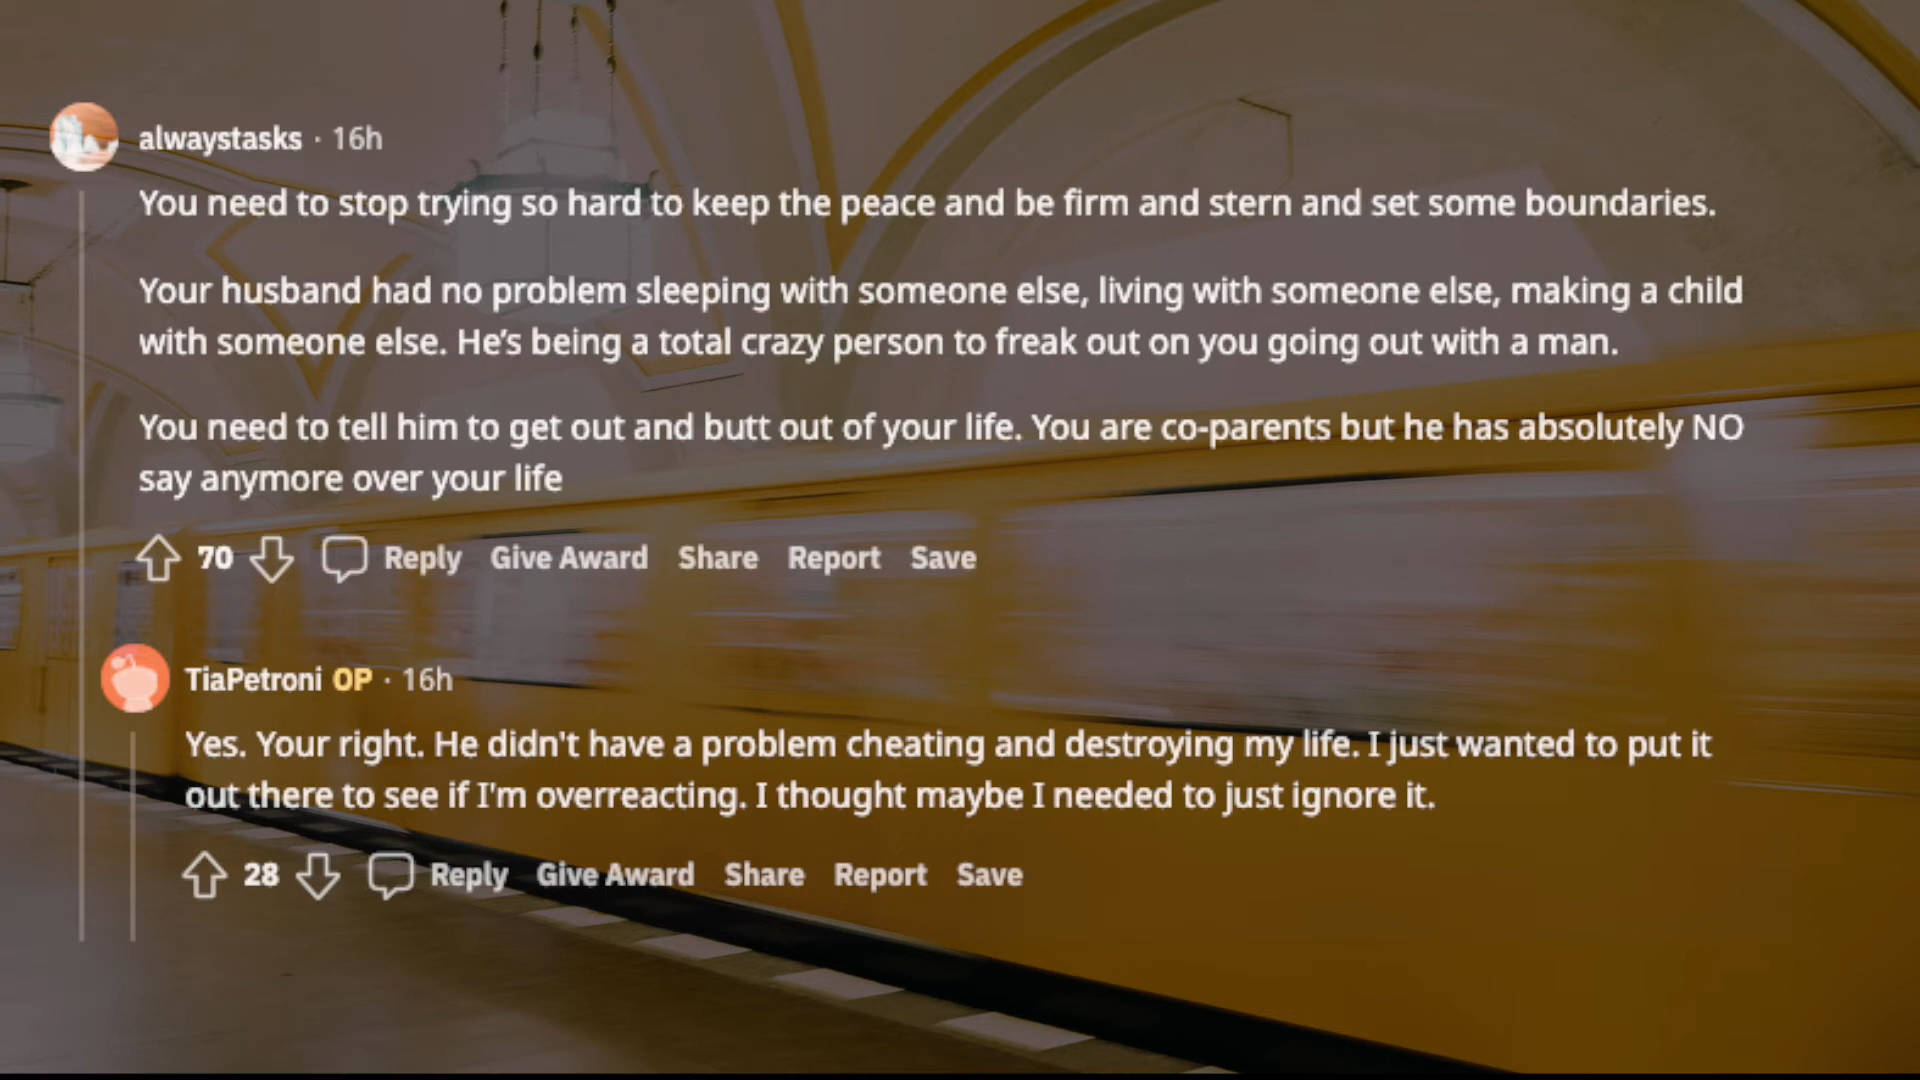 alwaystasks · 16h
You need to stop trying so hard to keep the peace and be firm and stern and set some boundaries.
Your husband had no problem sleeping with someone else, living with someone else, making a child
with someone else. He’s being a total crazy person to freak out on you going out with a man.
You need to tell him to get out and butt out of your life. You are co-parents but he has absolutely NO
say anymore over your life
70 Reply Give Award Share Report Save
TiaPetroni OP · 16h
Yes. Your right. He didn't have a problem cheating and destroying my life. I just wanted to put it
out there to see if I'm overreacting. I thought maybe I needed to just ignore it.
28 Reply Give Award Share Report Save